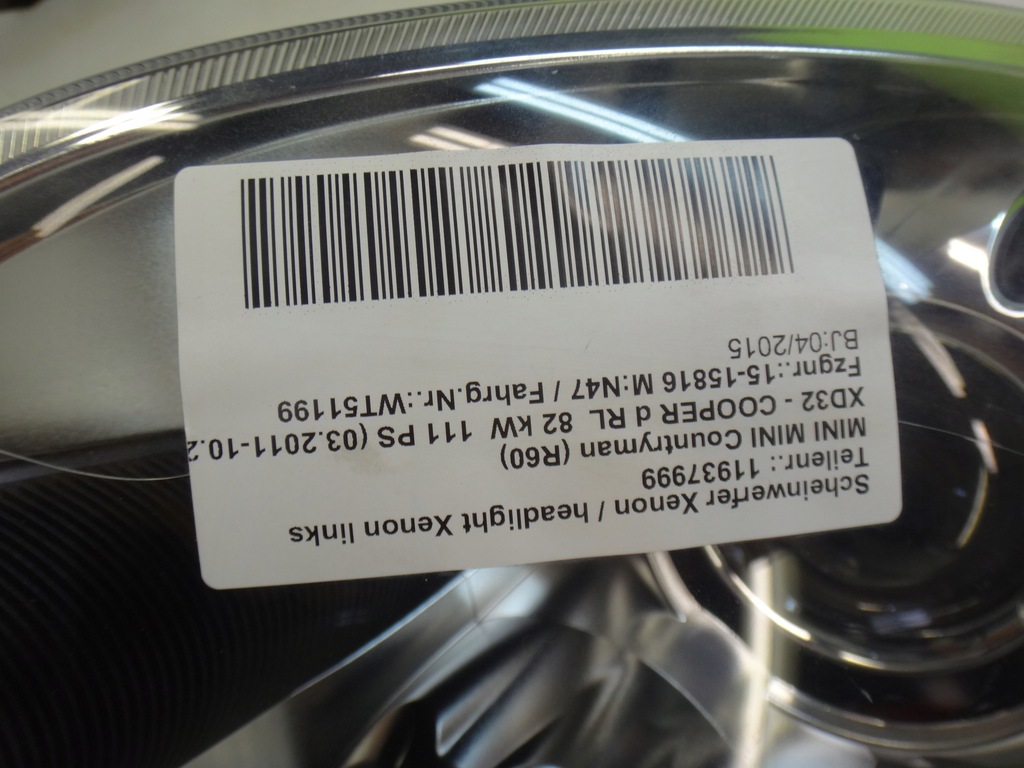 Scheinwerfer Xenon / headlight Xenon links
Teilenr.: 11937999
MINI MINI Countryman (R60)
XD32 - COOPER d RL 82 kW 111 PS (03.2011-10.2
Fzgnr.:15-15816 M:N47 / Fahrg.Nr.:WT51199
BJ:04/2015